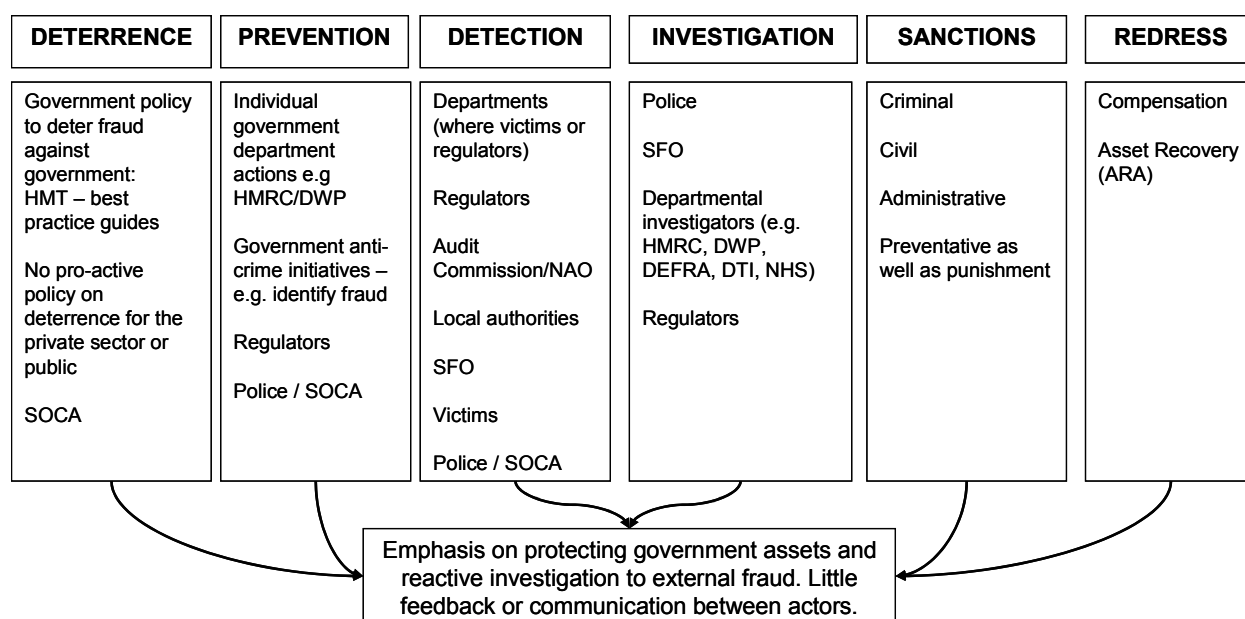 DETERRENCE
PREVENTION
DETECTION
INVESTIGATION
SANCTIONS
REDRESS
Government policy
to deter fraud
against
government:
HMT – best
practice guides
No pro-active
policy on
deterrence for the
private sector or
public
SOCA
Individual
government
department
actions e.g
HMRC/DWP
Government anti-
crime initiatives –
e.g. identify fraud
Regulators
Police / SOCA
Departments
(where victims or
regulators)
Regulators
Audit
Commission/NAO
Local authorities
SFO
Victims
Police / SOCA
Police
SFO
Departmental
investigators (e.g.
HMRC, DWP,
DEFRA, DTI, NHS)
Regulators
Criminal
Civil
Administrative
Preventative as
well as punishment
Compensation
Asset Recovery
(ARA)
Emphasis on protecting government assets and
reactive investigation to external fraud. Little
feedback or communication between actors.